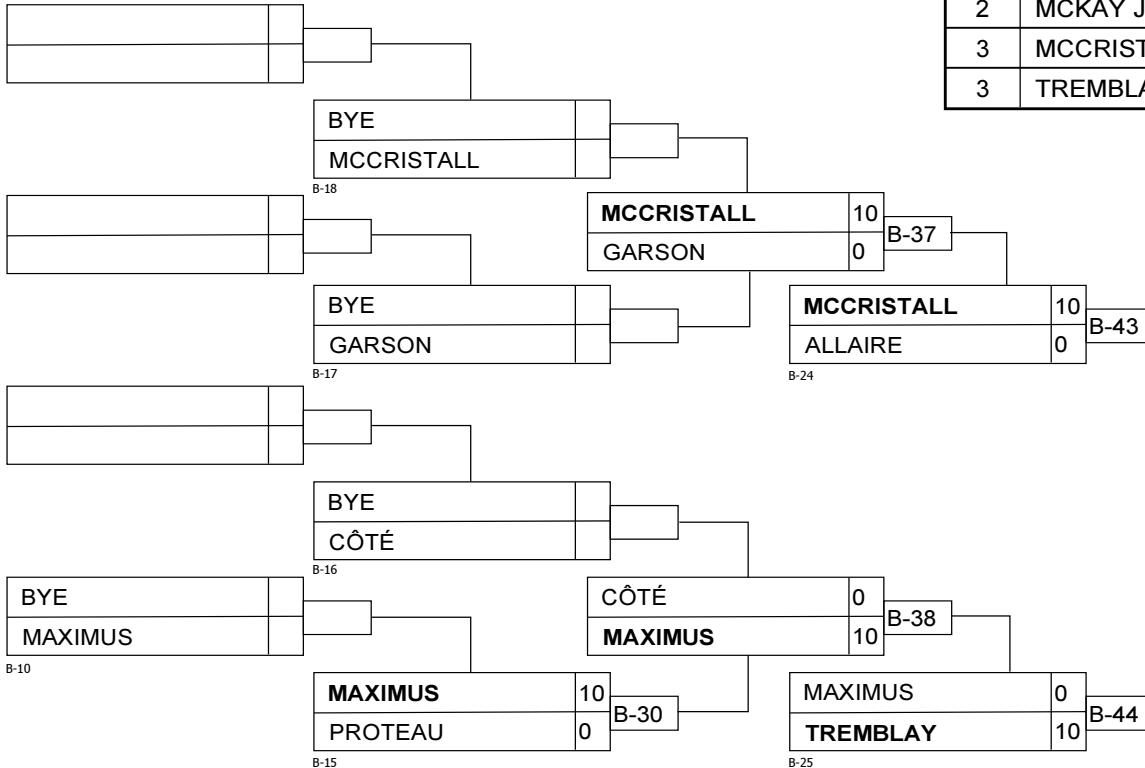 2 MCKAY J
3 MCCRIST
3 TREMBLA
BYE
MCCRISTALL
B-18
MCCRISTALL 10
GARSON 0
B-37
BYE
GARSON
B-17
MCCRISTALL 10
ALLAIRE 0
B-43
B-24
BYE
CÔTÉ
B-16
BYE
MAXIMUS
B-10
CÔTÉ 0
MAXIMUS 10
B-38
MAXIMUS 10
PROTEAU 0
B-30
B-15
MAXIMUS 0
TREMBLAY 10
B-44
B-25